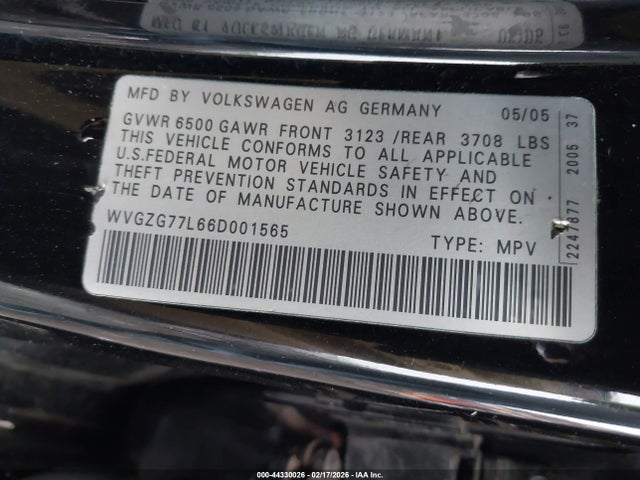 MFD BY VOLKSWAGEN AG GERMANY 05/05
GVWR 6500 GAWR FRONT 3123 /REAR 3708 LBS
THIS VEHICLE CONFORMS TO ALL APPLICABLE
U.S.FEDERAL MOTOR VEHICLE SAFETY AND
THEFT PREVENTION STANDARDS IN EFFECT ON
THE DATE OF MANUFACTURE SHOWN ABOVE.
WVGZG77L66D001565
TYPE: MPV
2247877 2005 37
000-44330026 - 02/17/2026 - IAA Inc.